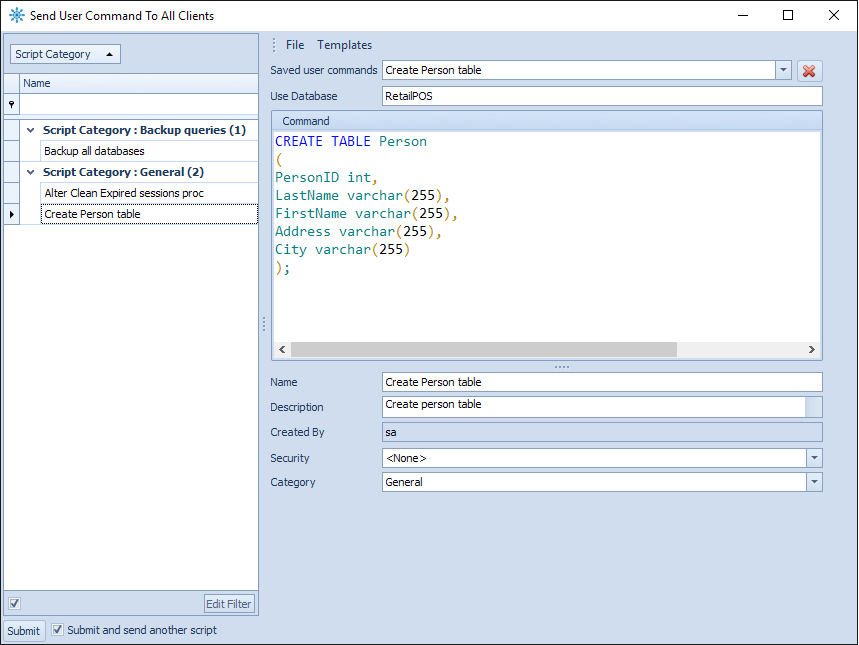 Send User Command To All Clients
Script Category
Name
Script Category : Backup queries (1)
Backup all databases
Script Category : General (2)
Alter Clean Expired sessions proc
Create Person table
Edit Filter
File Templates
Saved user commands Create Person table
Use Database RetailPOS
Command
CREATE TABLE Person
(
PersonID int,
LastName varchar(255),
FirstName varchar(255),
Address varchar(255),
City varchar(255)
);
Name Create Person table
Description Create person table
Created By sa
Security <None>
Category General
Submit Submit and send another script